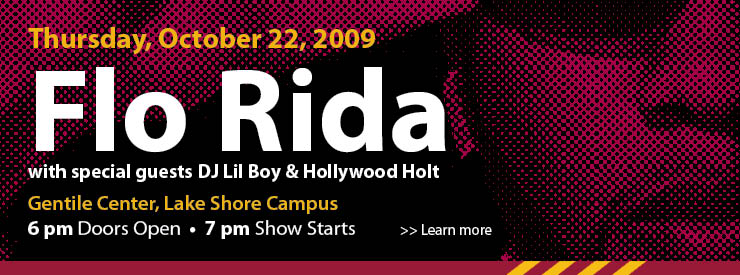 Thursday, October 22, 2009
Flo Rida
with special guests DJ Lil Boy & Hollywood Holt
Gentile Center, Lake Shore Campus
6 pm Doors Open • 7 pm Show Starts >> Learn more